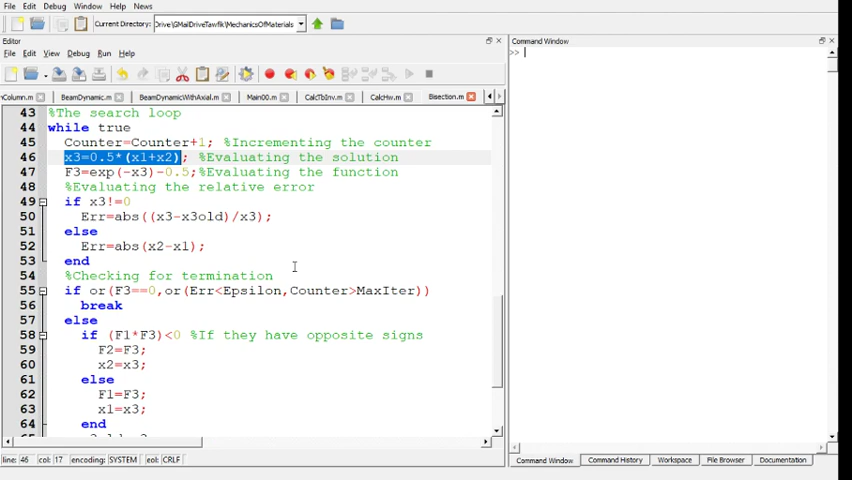 File Edit View Debug Window Help News
Current Directory: Drive\GMailDriveTawfik\MechanicsOfMaterials
Editor
File Edit View Debug Run Help
nColumn.m BeamDynamic.m BeamDynamicWithAxial.m Main00.m CalcTbInv.m CalcHw.m Bisection.m
43 %The search loop
44 while true
45 Counter=Counter+1; %Incrementing the counter
46 x3=0.5*(x1+x2); %Evaluating the solution
47 F3=exp(-x3)-0.5;%Evaluating the function
48 %Evaluating the relative error
49 if x3!=0
50 Err=abs((x3-x3old)/x3);
51 else
52 Err=abs(x2-x1);
53 end
54 %Checking for termination
55 if or(F3==0,or(Err<Epsilon,Counter>MaxIter))
56 break
57 else
58 if (F1*F3)<0 %If they have opposite signs
59 F2=F3;
60 x2=x3;
61 else
62 F1=F3;
63 x1=x3;
64 end
line: 46 col: 17 encoding: SYSTEM eol: CRLF
Command Window
>>
Command Window Command History Workspace File Browser Documentation